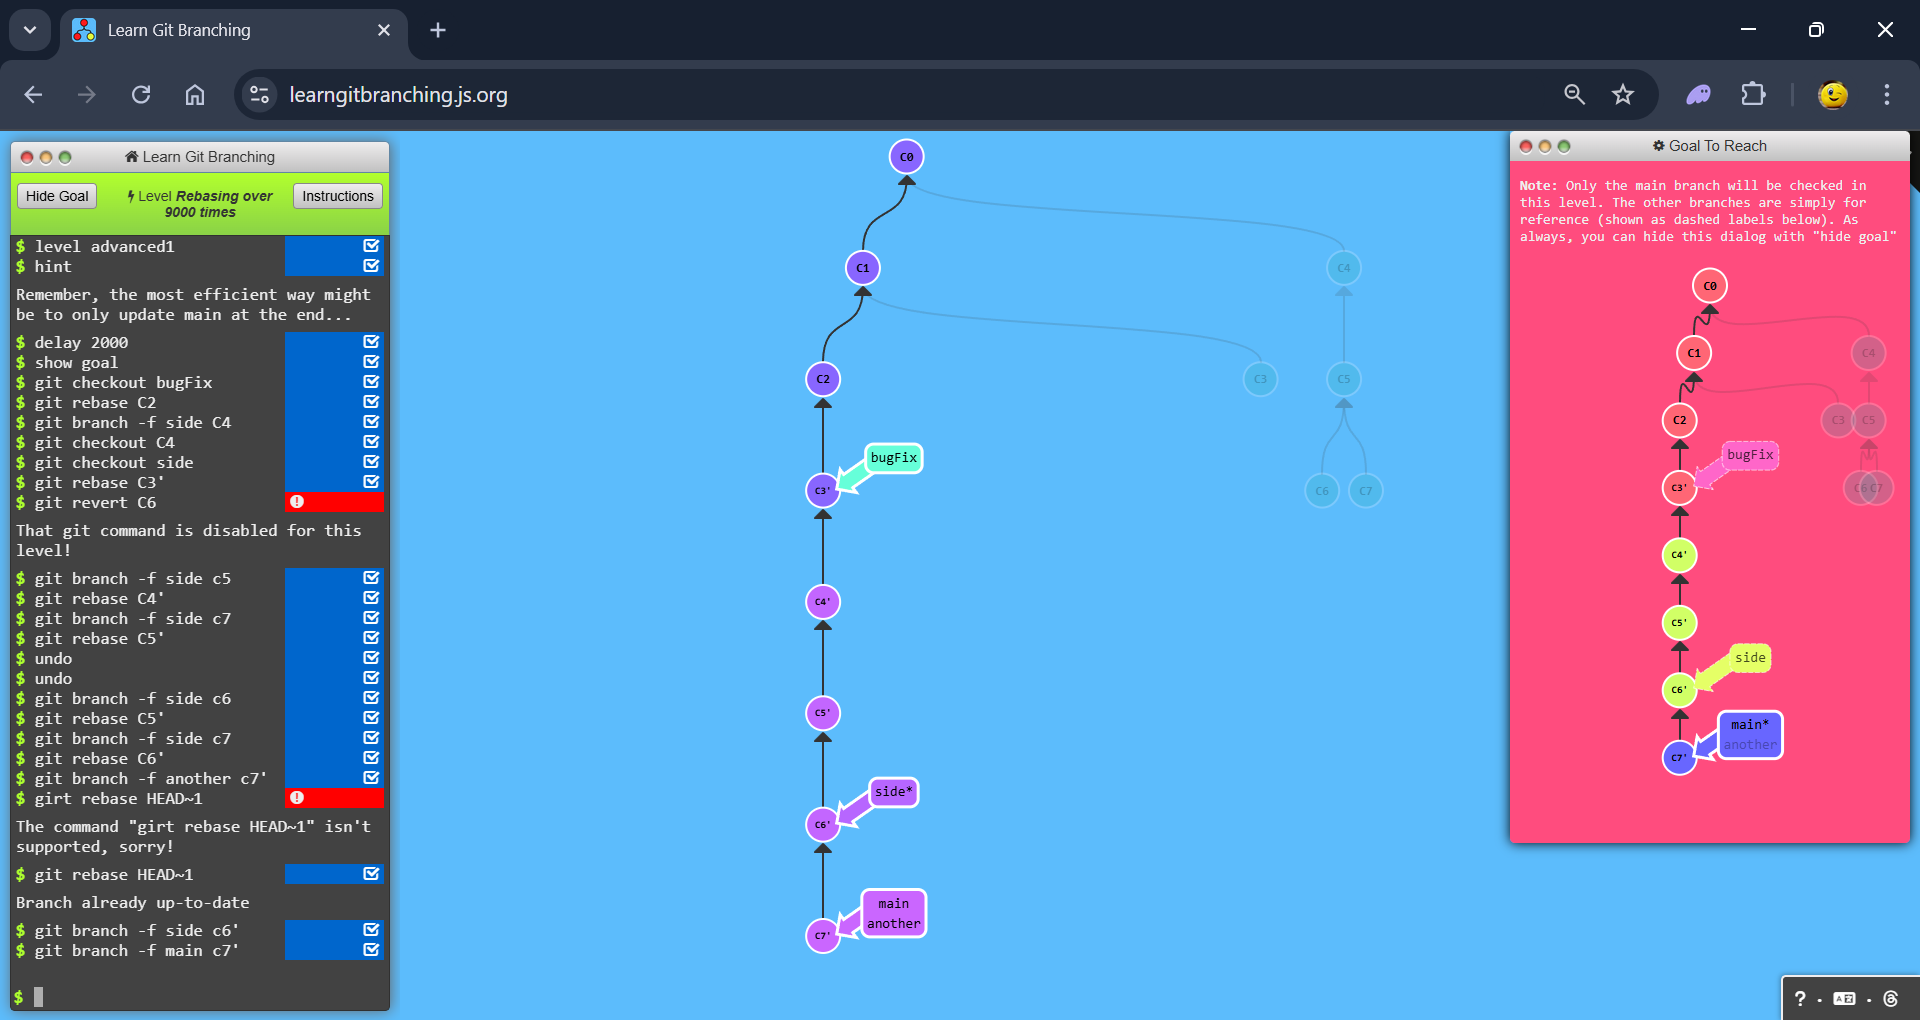 Learn Git Branching
learngitbranching.js.org
Learn Git Branching
Hide Goal
Level Rebasing over
9000 times
Instructions
$ level advanced1
$ hint
Remember, the most efficient way might
be to only update main at the end...
$ delay 2000
$ show goal
$ git checkout bugFix
$ git rebase C2
$ git branch -f side C4
$ git checkout C4
$ git checkout side
$ git rebase C3'
$ git revert C6
That git command is disabled for this
level!
$ git branch -f side c5
$ git rebase C4'
$ git branch -f side c7
$ git rebase C5'
$ undo
$ undo
$ git branch -f side c6
$ git rebase C5'
$ git branch -f side c7
$ git rebase C6'
$ git branch -f another c7'
$ girt rebase HEAD~1
The command "girt rebase HEAD~1" isn't
supported, sorry!
$ git rebase HEAD~1
Branch already up-to-date
$ git branch -f side c6'
$ git branch -f main c7'
$
C0
C1
C4
C2
C3
C5
bugFix
C3'
C6
C7
C4'
C5'
side*
C6'
main
another
C7'
Goal To Reach
Note: Only the main branch will be checked in
this level. The other branches are simply for
reference (shown as dashed labels below). As
always, you can hide this dialog with "hide goal"
C0
C1
C4
C2
C3
C5
bugFix
C3'
C6
C7
C4'
C5'
side
C6'
main*
another
C7'
?